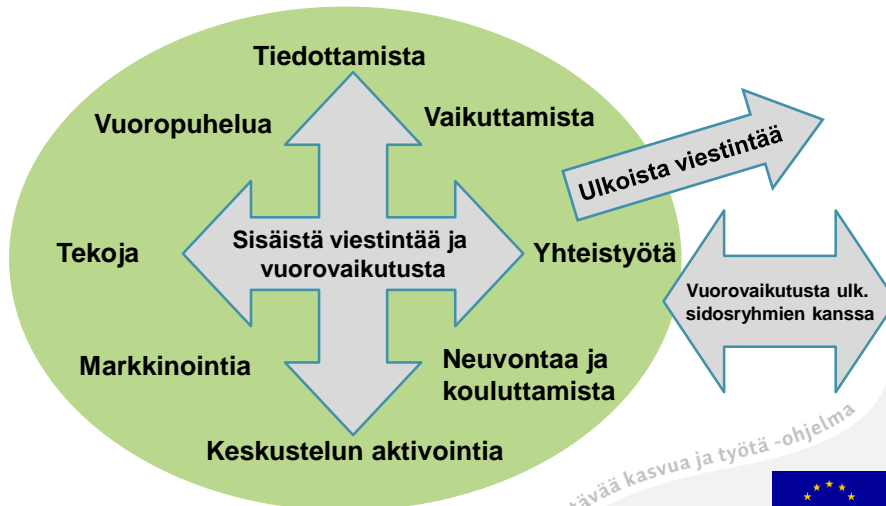 Tiedottamista
Vuoropuhelua
Vaikuttamista
Ulkoista viestintää
Tekoja
Sisäistä viestintää ja
vuorovaikutusta
Yhteistyötä
Vuorovaikutusta ulk.
sidosryhmien kanssa
Markkinointia
Neuvontaa ja
kouluttamista
Keskustelun aktivointia
kasvua ja työtä -ohjelma